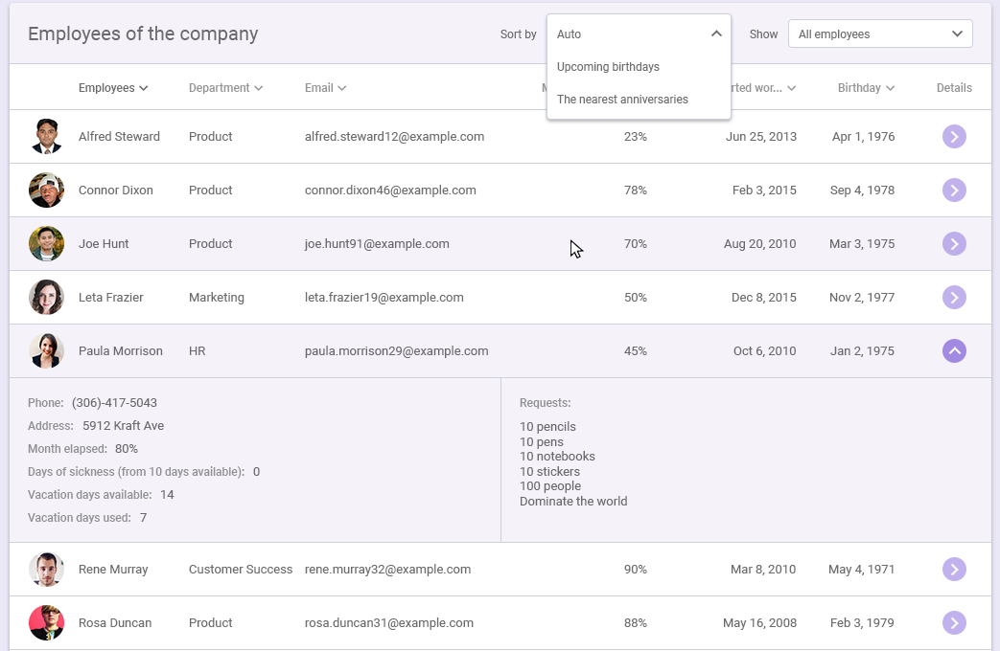 Employees of the company Sort by Auto Show All employees
Upcoming birthdays
The nearest anniversaries
Employees Department Email M rted wor... Birthday Details
Alfred Steward Product alfred.steward12@example.com 23% Jun 25, 2013 Apr 1, 1976
Connor Dixon Product connor.dixon46@example.com 78% Feb 3, 2015 Sep 4, 1978
Joe Hunt Product joe.hunt91@example.com 70% Aug 20, 2010 Mar 3, 1975
Leta Frazier Marketing leta.frazier19@example.com 50% Dec 8, 2015 Nov 2, 1977
Paula Morrison HR paula.morrison29@example.com 45% Oct 6, 2010 Jan 2, 1975
Phone: (306)-417-5043
Address: 5912 Kraft Ave
Month elapsed: 80%
Days of sickness (from 10 days available): 0
Vacation days available: 14
Vacation days used: 7
Requests:
10 pencils
10 pens
10 notebooks
10 stickers
100 people
Dominate the world
Rene Murray Customer Success rene.murray32@example.com 90% Mar 8, 2010 May 4, 1971
Rosa Duncan Product rosa.duncan31@example.com 88% May 16, 2008 Feb 3, 1979